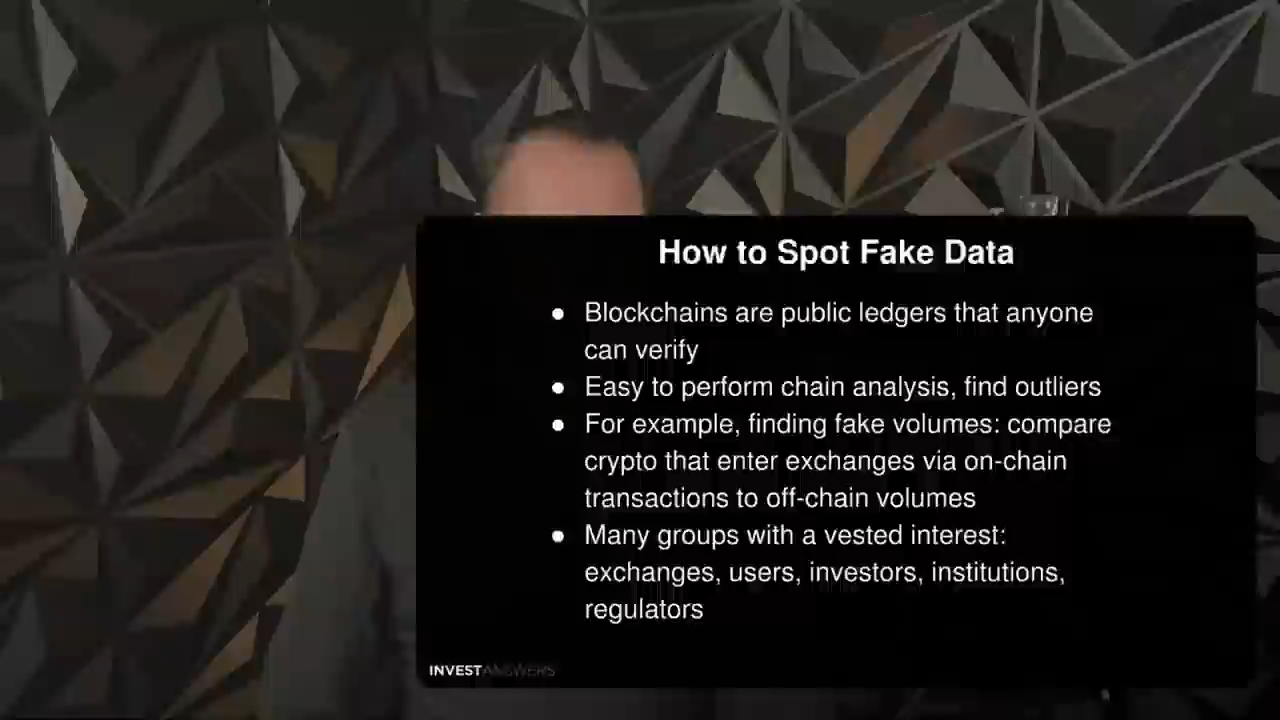 How to Spot Fake Data
● Blockchains are public ledgers that anyone
can verify
● Easy to perform chain analysis, find outliers
● For example, finding fake volumes: compare
crypto that enter exchanges via on-chain
transactions to off-chain volumes
● Many groups with a vested interest:
exchanges, users, investors, institutions,
regulators
INVESTANSWERS